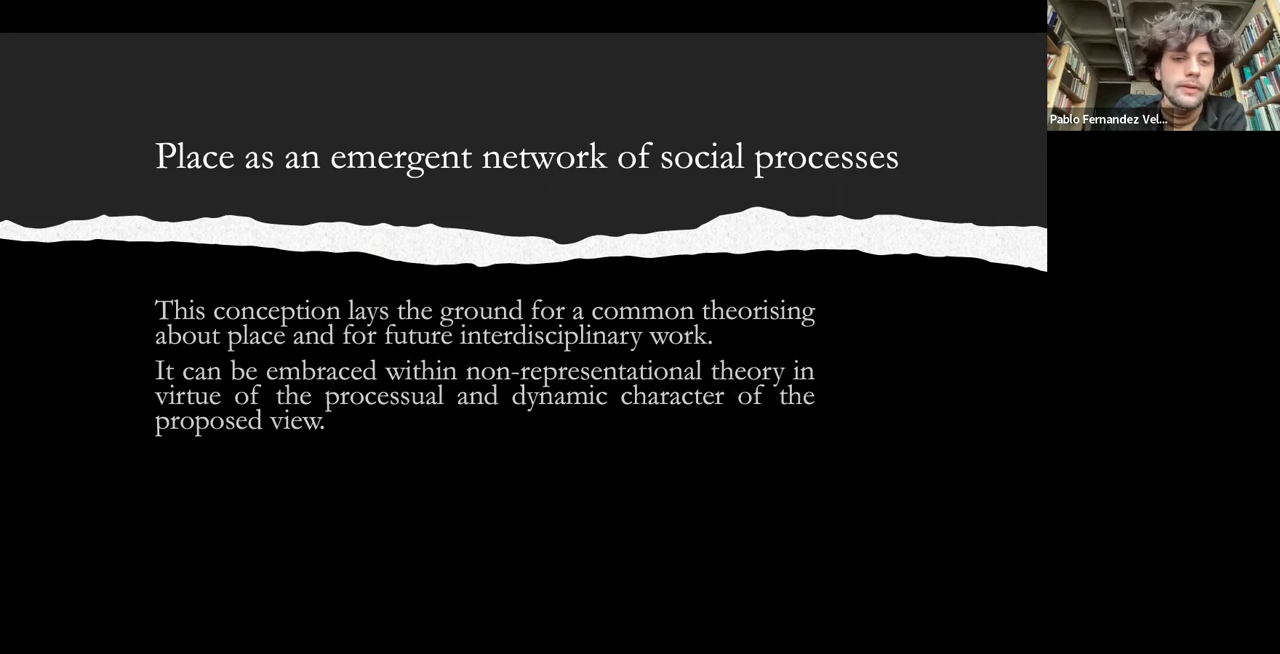 Place as an emergent network of social processes
Pablo Fernandez Vel...
This conception lays the ground for a common theorising
about place and for future interdisciplinary work.
It can be embraced within non-representational theory in
virtue of the processual and dynamic character of the
proposed view.